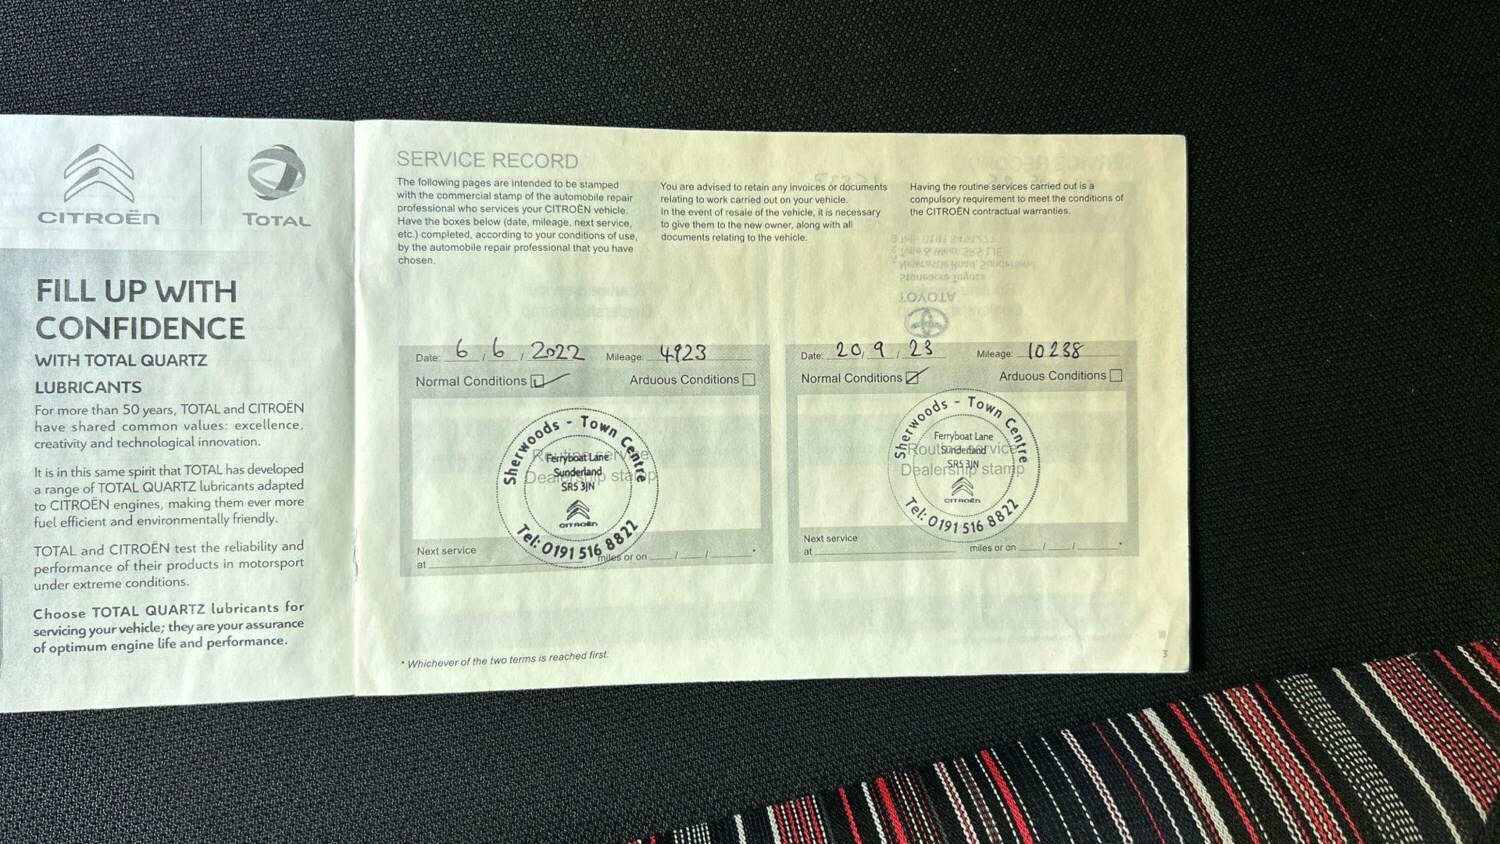 CITROËN
TOTAL
FILL UP WITH
CONFIDENCE
WITH TOTAL QUARTZ
LUBRICANTS
For more than 50 years, TOTAL and CITROËN
have shared common values: excellence,
creativity and technological innovation.
It is in this same spirit that TOTAL has developed
a range of TOTAL QUARTZ lubricants adapted
to CITROËN engines, making them ever more
fuel efficient and environmentally friendly.
TOTAL and CITROËN test the reliability and
performance of their products in motorsport
under extreme conditions.
Choose TOTAL QUARTZ lubricants for
servicing your vehicle; they are your assurance
of optimum engine life and performance.
SERVICE RECORD
The following pages are intended to be stamped
with the commercial stamp of the automobile repair
professional who services your CITROËN vehicle.
Have the boxes below (date, mileage, next service,
etc.) completed, according to your conditions of use,
by the automobile repair professional that you have
chosen.
You are advised to retain any invoices or documents
relating to work carried out on your vehicle.
In the event of resale of the vehicle, it is necessary
to give them to the new owner, along with all
documents relating to the vehicle.
Having the routine services carried out is a
compulsory requirement to meet the conditions of
the CITROËN contractual warranties.
Date: 6 / 6 / 2022 Mileage: 4923
Normal Conditions Arduous Conditions
Routine service
Dealership stamp
Sherwoods - Town Centre
Ferryboat Lane
Sunderland
SR5 3JN
CITROËN
Tel: 0191 516 8822
Next service
at miles or on / / *
Date: 20/ 9 / 23 Mileage: 10238
Normal Conditions Arduous Conditions
Routine service
Dealership stamp
Sherwoods - Town Centre
Ferryboat Lane
Sunderland
SR5 3JN
CITROËN
Tel: 0191 516 8822
Next service
at miles or on / / *
* Whichever of the two terms is reached first.
3